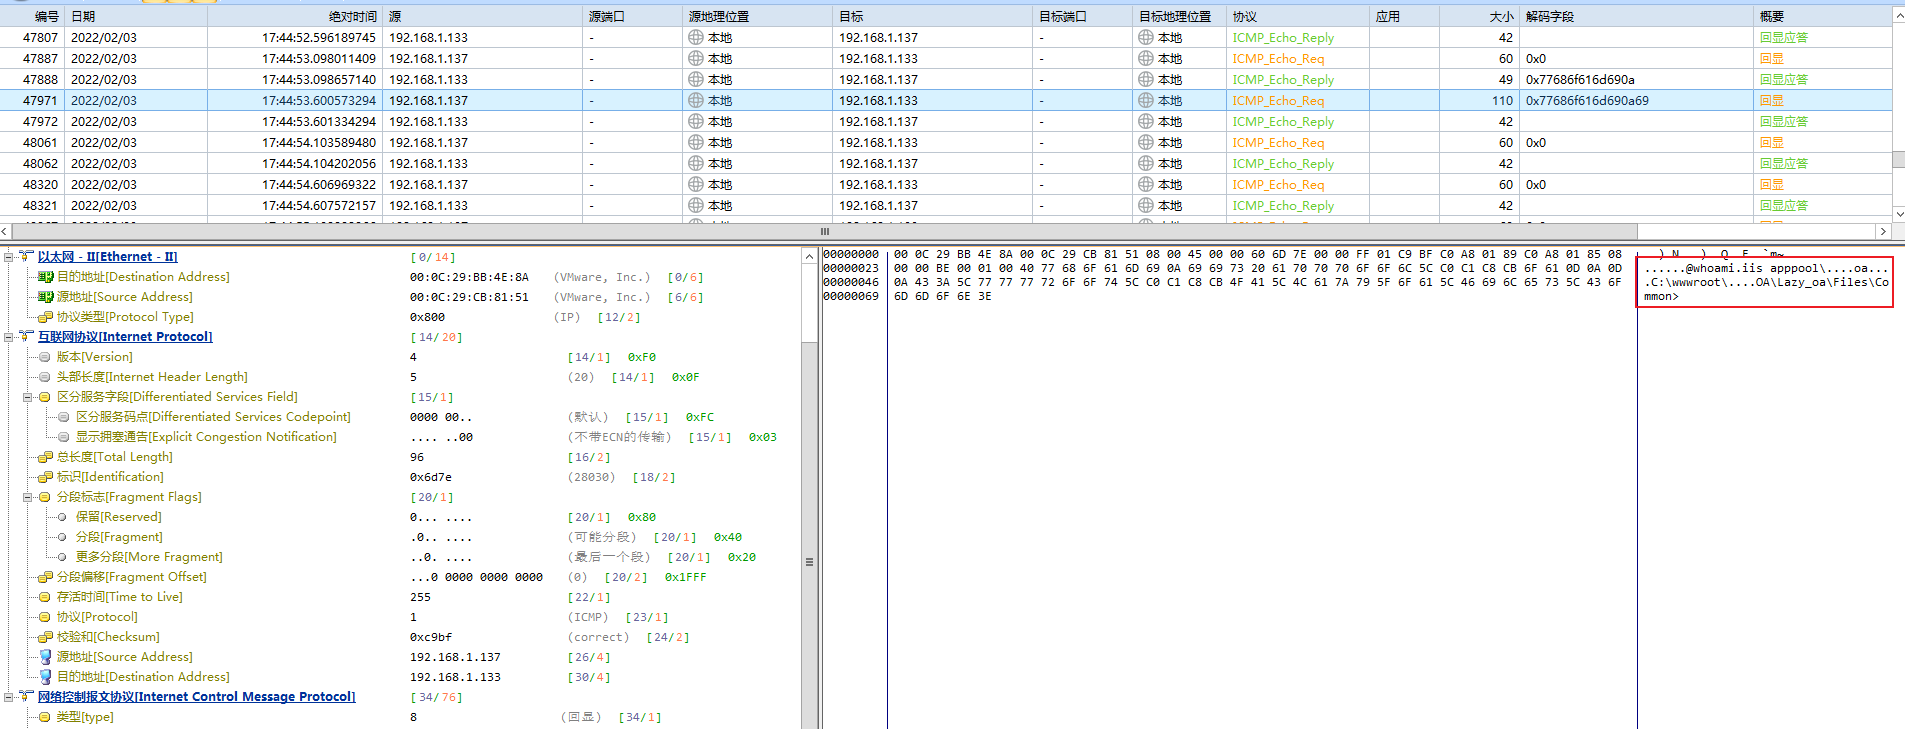 编号 日期 绝对时间 源 源端口 源地理位置 目标 目标端口 目标地理位置 协议 应用 大小 解码字段 概要
47807 2022/02/03 17:44:52.596189745 192.168.1.133 - 本地 192.168.1.137 - 本地 ICMP_Echo_Reply 42 回显应答
47887 2022/02/03 17:44:53.098011409 192.168.1.137 - 本地 192.168.1.133 - 本地 ICMP_Echo_Req 60 0x0 回显
47888 2022/02/03 17:44:53.098657140 192.168.1.133 - 本地 192.168.1.137 - 本地 ICMP_Echo_Reply 49 0x77686f616d690a 回显应答
47971 2022/02/03 17:44:53.600573294 192.168.1.137 - 本地 192.168.1.133 - 本地 ICMP_Echo_Req 110 0x77686f616d690a69 回显
47972 2022/02/03 17:44:53.601334294 192.168.1.133 - 本地 192.168.1.137 - 本地 ICMP_Echo_Reply 42 回显应答
48061 2022/02/03 17:44:54.103589480 192.168.1.137 - 本地 192.168.1.133 - 本地 ICMP_Echo_Req 60 0x0 回显
48062 2022/02/03 17:44:54.104202056 192.168.1.133 - 本地 192.168.1.137 - 本地 ICMP_Echo_Reply 42 回显应答
48320 2022/02/03 17:44:54.606969322 192.168.1.137 - 本地 192.168.1.133 - 本地 ICMP_Echo_Req 60 0x0 回显
48321 2022/02/03 17:44:54.607572157 192.168.1.133 - 本地 192.168.1.137 - 本地 ICMP_Echo_Reply 42 回显应答
以太网 - II[Ethernet - II] [0/14]
目的地址[Destination Address] 00:0C:29:BB:4E:8A (VMware, Inc.) [0/6]
源地址[Source Address] 00:0C:29:CB:81:51 (VMware, Inc.) [6/6]
协议类型[Protocol Type] 0x800 (IP) [12/2]
互联网协议[Internet Protocol] [14/20]
版本[Version] 4 [14/1] 0xF0
头部长度[Internet Header Length] 5 (20) [14/1] 0x0F
区分服务字段[Differentiated Services Field] [15/1]
区分服务码点[Differentiated Services Codepoint] 0000 00.. (默认) [15/1] 0xFC
显示拥塞通告[Explicit Congestion Notification] .... ..00 (不带ECN的传输) [15/1] 0x03
总长度[Total Length] 96 [16/2]
标识[Identification] 0x6d7e (28030) [18/2]
分段标志[Fragment Flags] [20/1]
保留[Reserved] 0... .... [20/1] 0x80
分段[Fragment] .0.. .... (可能分段) [20/1] 0x40
更多分段[More Fragment] ..0. .... (最后一个段) [20/1] 0x20
分段偏移[Fragment Offset] ...0 0000 0000 0000 (0) [20/2] 0x1FFF
存活时间[Time to Live] 255 [22/1]
协议[Protocol] 1 (ICMP) [23/1]
校验和[Checksum] 0xc9bf (correct) [24/2]
源地址[Source Address] 192.168.1.137 [26/4]
目的地址[Destination Address] 192.168.1.133 [30/4]
网络控制报文协议[Internet Control Message Protocol] [34/76]
类型[type] 8 (回显) [34/1]
00000000 00 0C 29 BB 4E 8A 00 0C 29 CB 81 51 08 00 45 00 00 60 6D 7E 00 00 FF 01 C9 BF C0 A8 01 89 C0 A8 01 85 08
00000023 00 00 BE 00 01 00 40 77 68 6F 61 6D 69 0A 69 69 73 20 61 70 70 70 6F 6F 6C 5C C0 C1 C8 CB 6F 61 0D 0A 0D
00000046 0A 43 3A 5C 77 77 77 72 6F 6F 74 5C C0 C1 C8 CB 4F 41 5C 4C 61 7A 79 5F 6F 61 5C 46 69 6C 65 73 5C 43 6F
00000069 6D 6D 6F 6E 3E
......@whoami.iis apppool\....oa...
.C:\wwwroot\....OA\Lazy_oa\Files\Co
mmon>